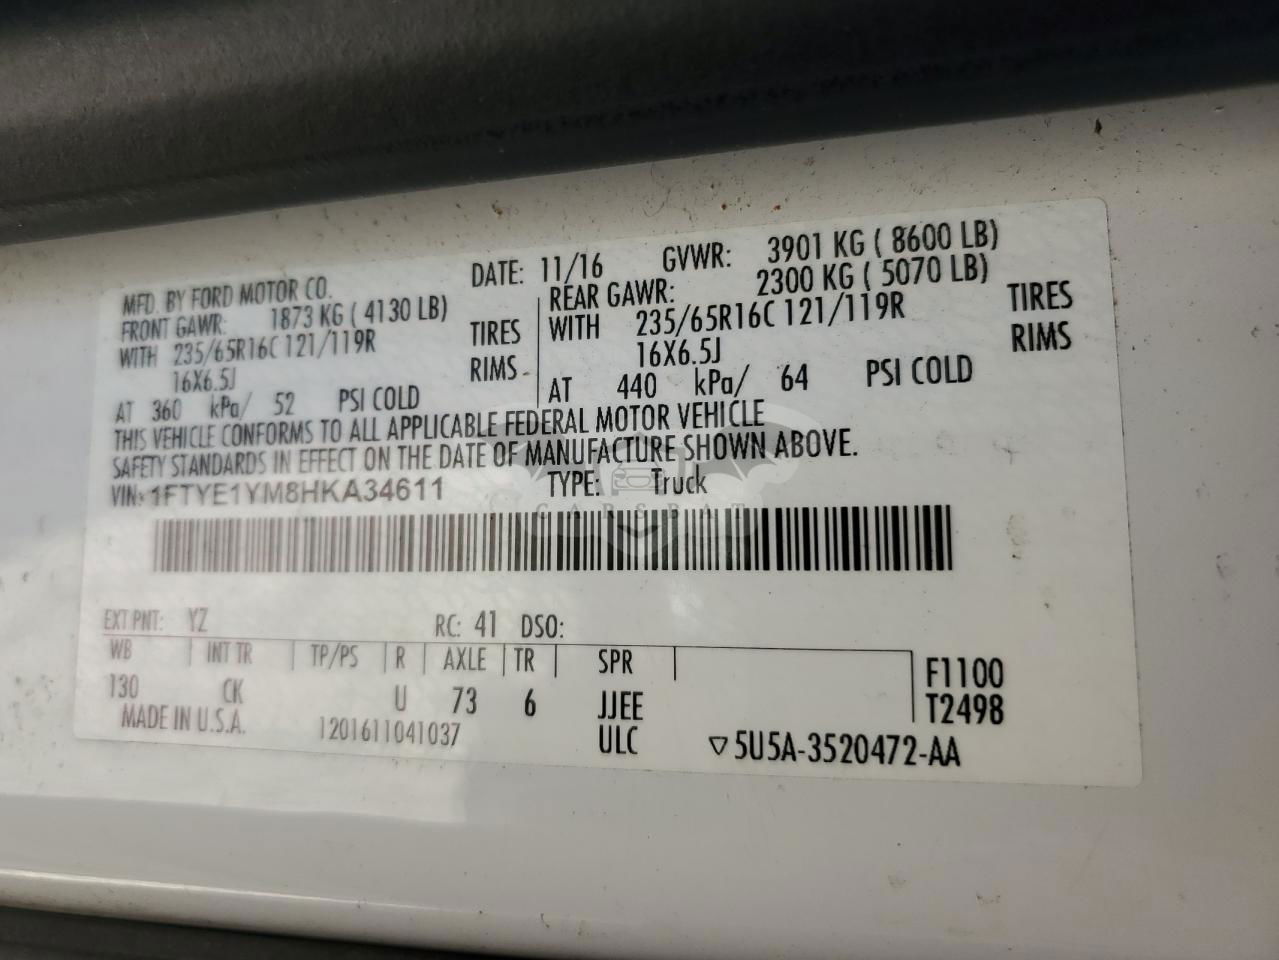 MFD. BY FORD MOTOR CO. DATE: 11/16 GVWR: 3901 KG ( 8600 LB)
FRONT GAWR: 1873 KG ( 4130 LB) REAR GAWR: 2300 KG ( 5070 LB)
WITH 235/65R16C 121/119R TIRES WITH 235/65R16C 121/119R TIRES
16X6.5J RIMS 16X6.5J RIMS
AT 360 kPa/ 52 PSI COLD AT 440 kPa/ 64 PSI COLD
THIS VEHICLE CONFORMS TO ALL APPLICABLE FEDERAL MOTOR VEHICLE
SAFETY STANDARDS IN EFFECT ON THE DATE OF MANUFACTURE SHOWN ABOVE.
VIN: 1FTYE1YM8HKA34611 TYPE: Truck
CARSBAT
EXT PNT: YZ RC: 41 DSO:
WB INT TR TP/PS R AXLE TR SPR F1100
130 CK U 73 6 JJEE T2498
MADE IN U.S.A. 1201611041037 ULC ▽5U5A-3520472-AA